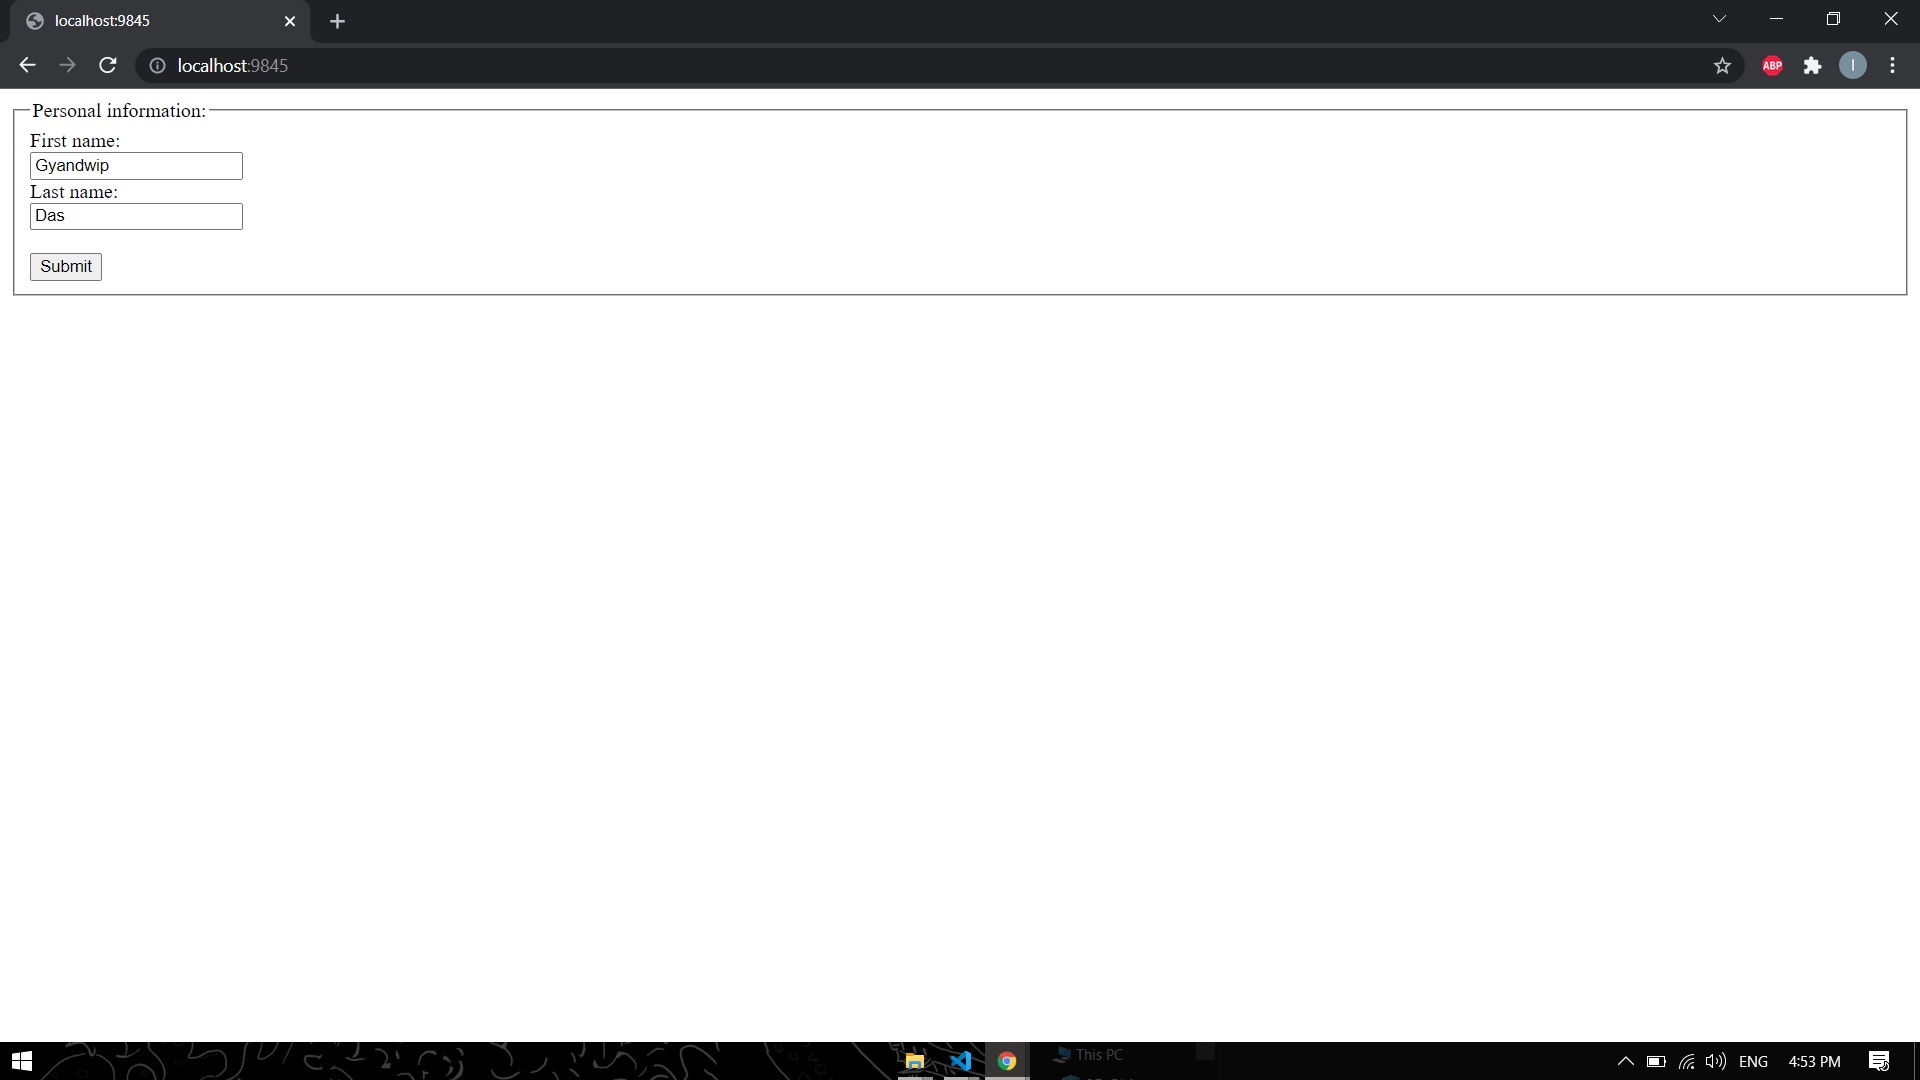 localhost:9845
localhost:9845
ABP
I
Personal information:
First name:
Gyandwip
Last name:
Das
Submit
This PC
ENG
4:53 PM